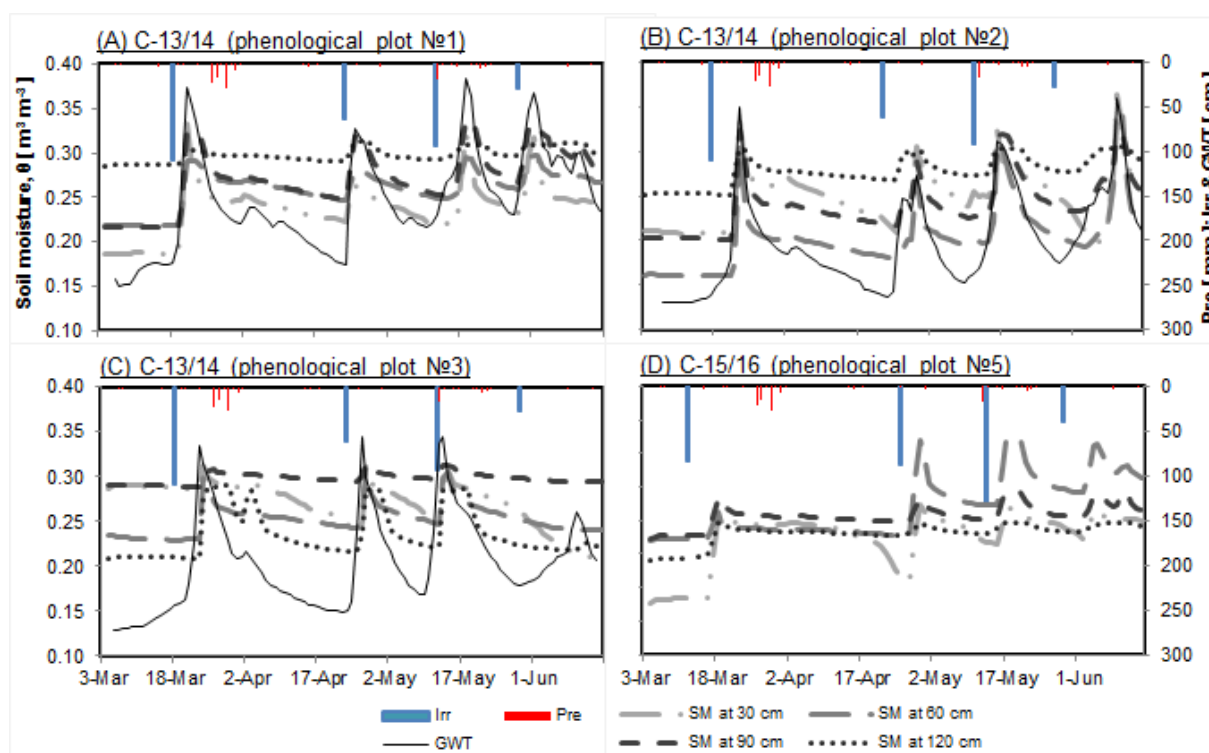 (A) C-13/14 (phenological plot №1)
(B) C-13/14 (phenological plot №2)
0.40
0.35
0.30
0.25
0.20
0.15
0.10
Soil moisture, θ [ m³ m⁻³ ]
0
50
100
150
200
250
300
Pre [ mm ]; Irr & GWT [ cm ]
(C) C-13/14 (phenological plot №3)
(D) C-15/16 (phenological plot №5)
0.40
0.35
0.30
0.25
0.20
0.15
0.10
0
50
100
150
200
250
300
3-Mar 18-Mar 2-Apr 17-Apr 2-May 17-May 1-Jun
3-Mar 18-Mar 2-Apr 17-Apr 2-May 17-May 1-Jun
Irr Pre
GWT
SM at 30 cm SM at 60 cm
SM at 90 cm SM at 120 cm